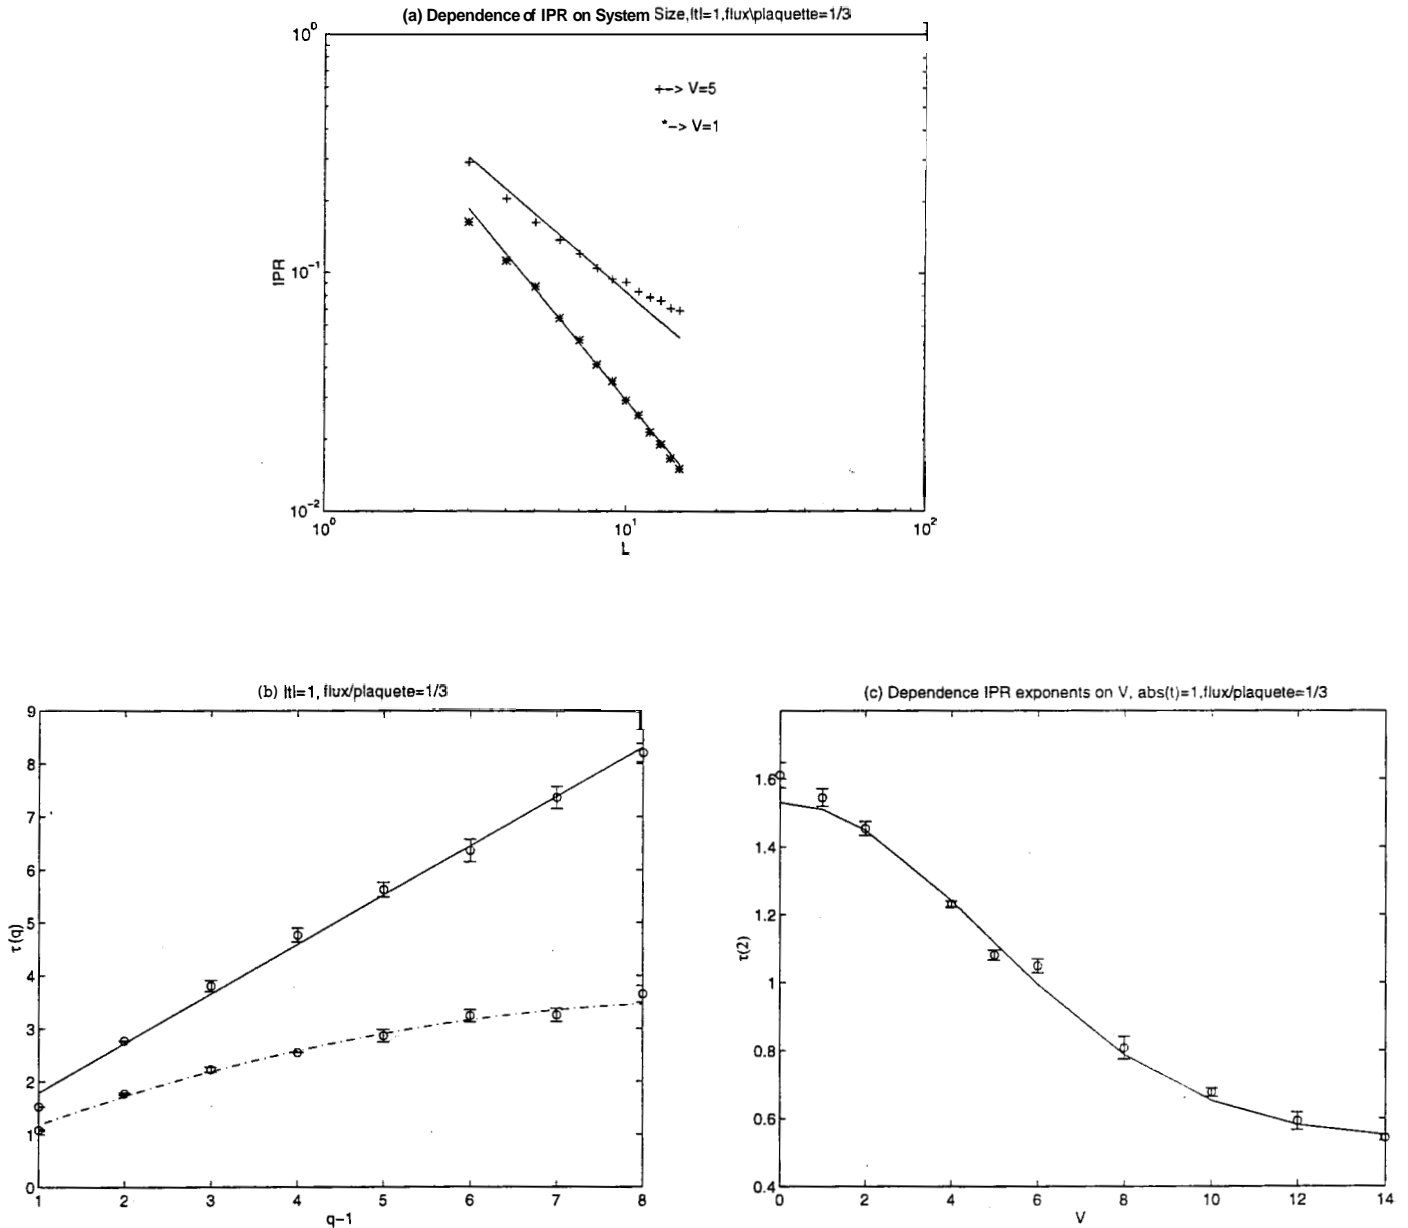 (a) Dependence of IPR on System Size,|t|=1,flux\plaquette=1/3
10^0
+-> V=5
*-> V=1
IPR
10^-1
10^-2
10^0 10^1 10^2
L
(b) |t|=1, flux/plaquete=1/3
9
8
7
6
5
τ(q)
4
3
2
1
0
1 2 3 4 5 6 7 8
q-1
(c) Dependence IPR exponents on V, abs(t)=1,flux/plaquete=1/3
1.6
1.4
1.2
τ(2)
1
0.8
0.6
0.4
0 2 4 6 8 10 12 14
V